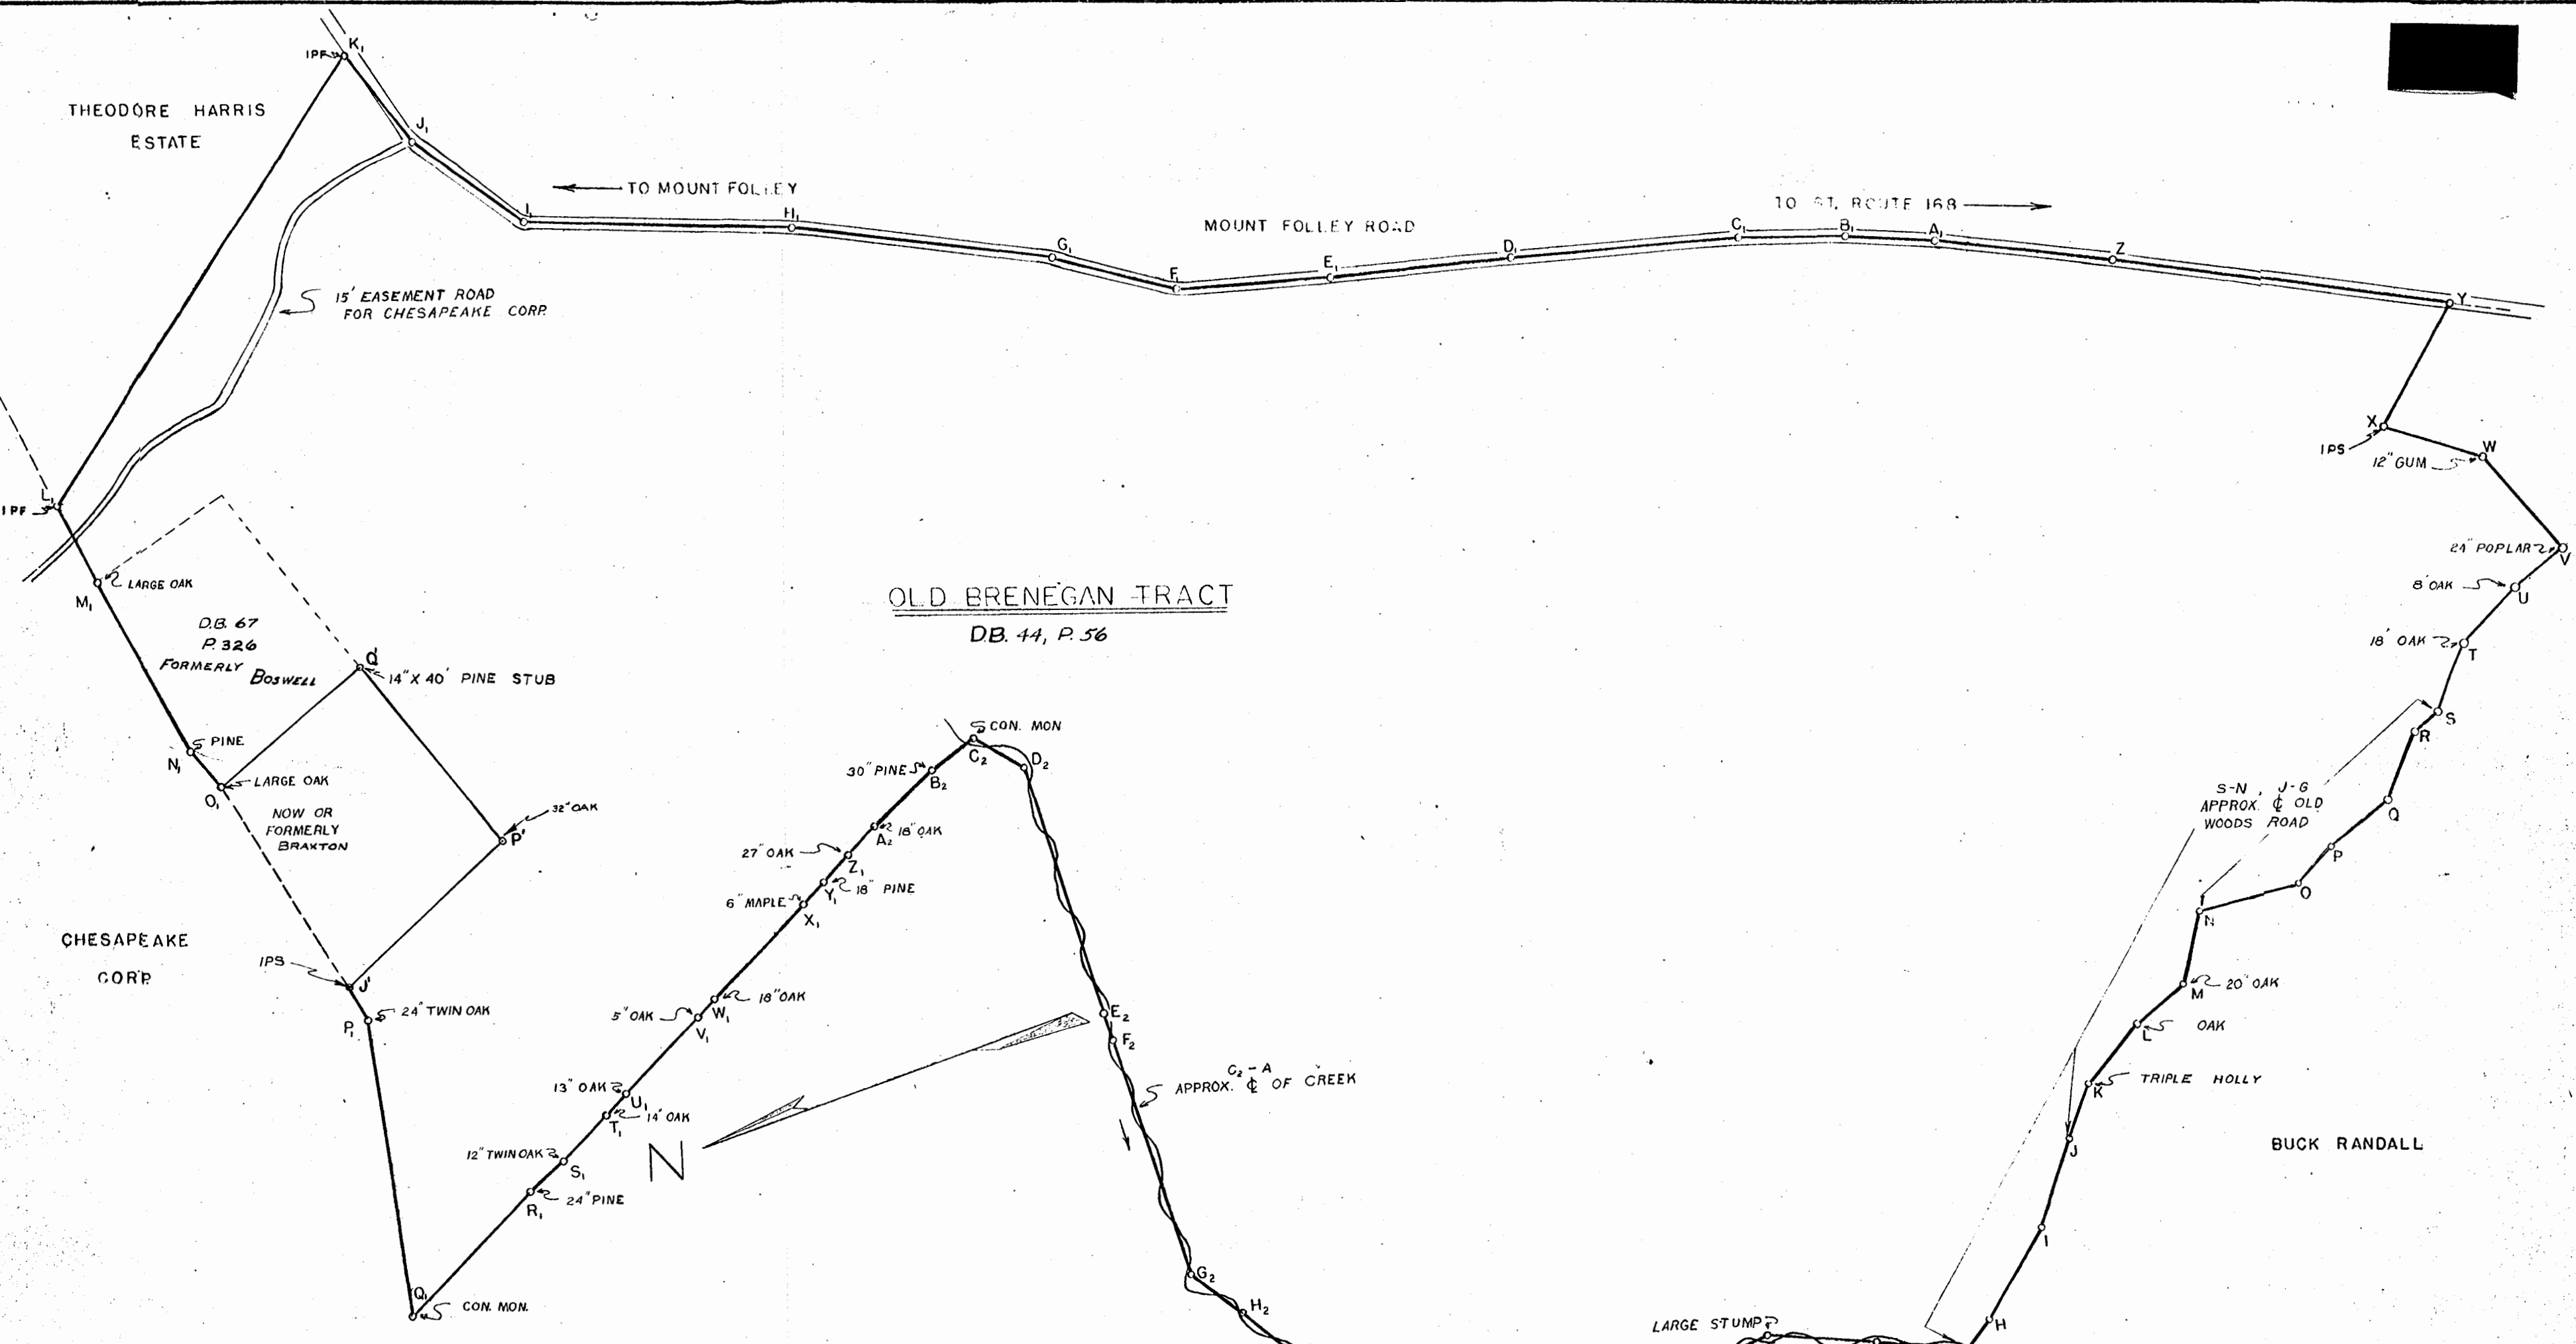 K₁
IPF
THEODORE HARRIS
ESTATE
J₁
TO MOUNT FOLLEY
I₁
H₁
MOUNT FOLLEY ROAD
TO ST. ROUTE 168
G₁
F₁
E₁
D₁
C₁
B₁
A₁
Z
Y
15' EASEMENT ROAD
FOR CHESAPEAKE CORP.
X
IPS
W
12" GUM
L₁
IPF
24" POPLAR
V
8" OAK
U
LARGE OAK
M₁
OLD BRENEGAN TRACT
D.B. 44, P. 56
D.B. 67
P. 326
FORMERLY
BOSWELL
Q'
14" X 40' PINE STUB
18" OAK
T
S
R
PINE
N₁
LARGE OAK
O₁
NOW OR
FORMERLY
BRAXTON
32" OAK
P'
CON. MON
C₂
D₂
30" PINE
B₂
18" OAK
A₂
27" OAK
Z₁
18" PINE
Y₁
6" MAPLE
X₁
S-N, J-G
APPROX. ℄ OLD
WOODS ROAD
Q
P
O
N
CHESAPEAKE
CORP.
IPS
J'
24" TWIN OAK
P₁
18" OAK
W₁
5" OAK
V₁
E₂
F₂
20" OAK
M
OAK
L
TRIPLE HOLLY
K
C₂-A
APPROX. ℄ OF CREEK
13" OAK
U₁
14" OAK
T₁
12" TWIN OAK
S₁
24" PINE
R₁
N
BUCK RANDALL
J
I
Q₁
CON. MON.
G₂
H₂
LARGE STUMP
H